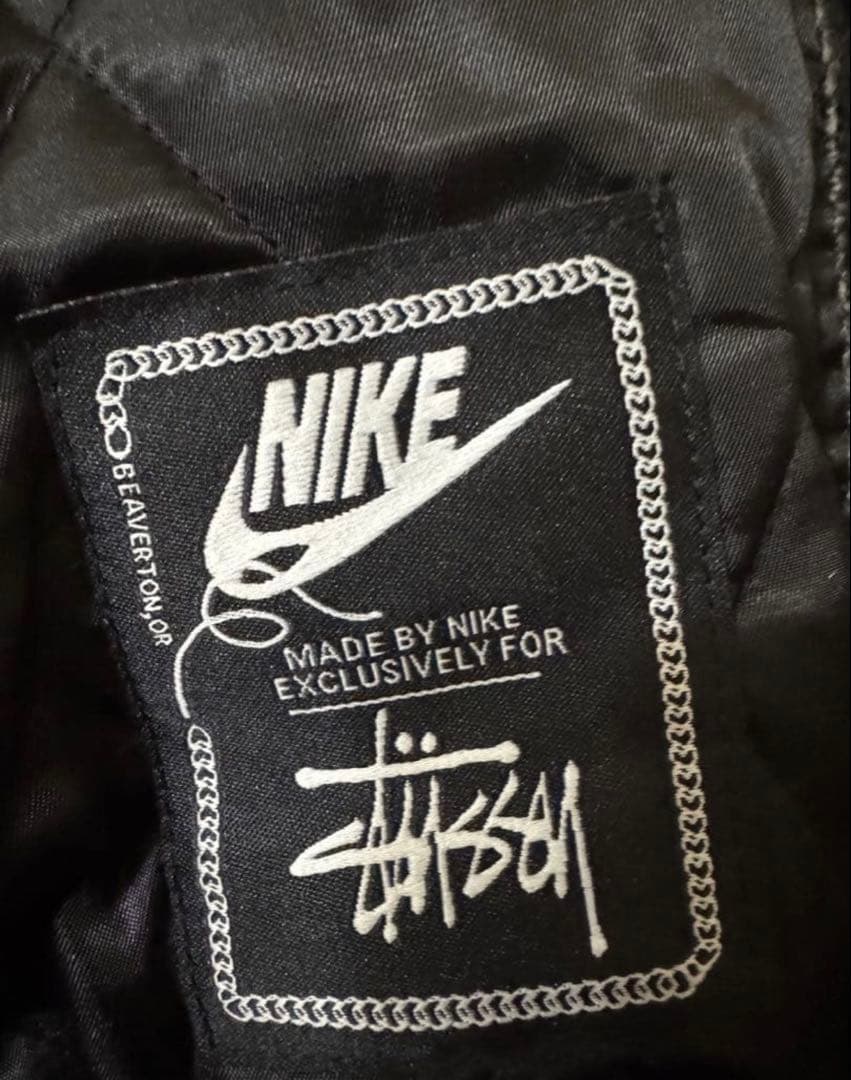 NIKE
BEAVERTON, OR
MADE BY NIKE
EXCLUSIVELY FOR
Stüssy